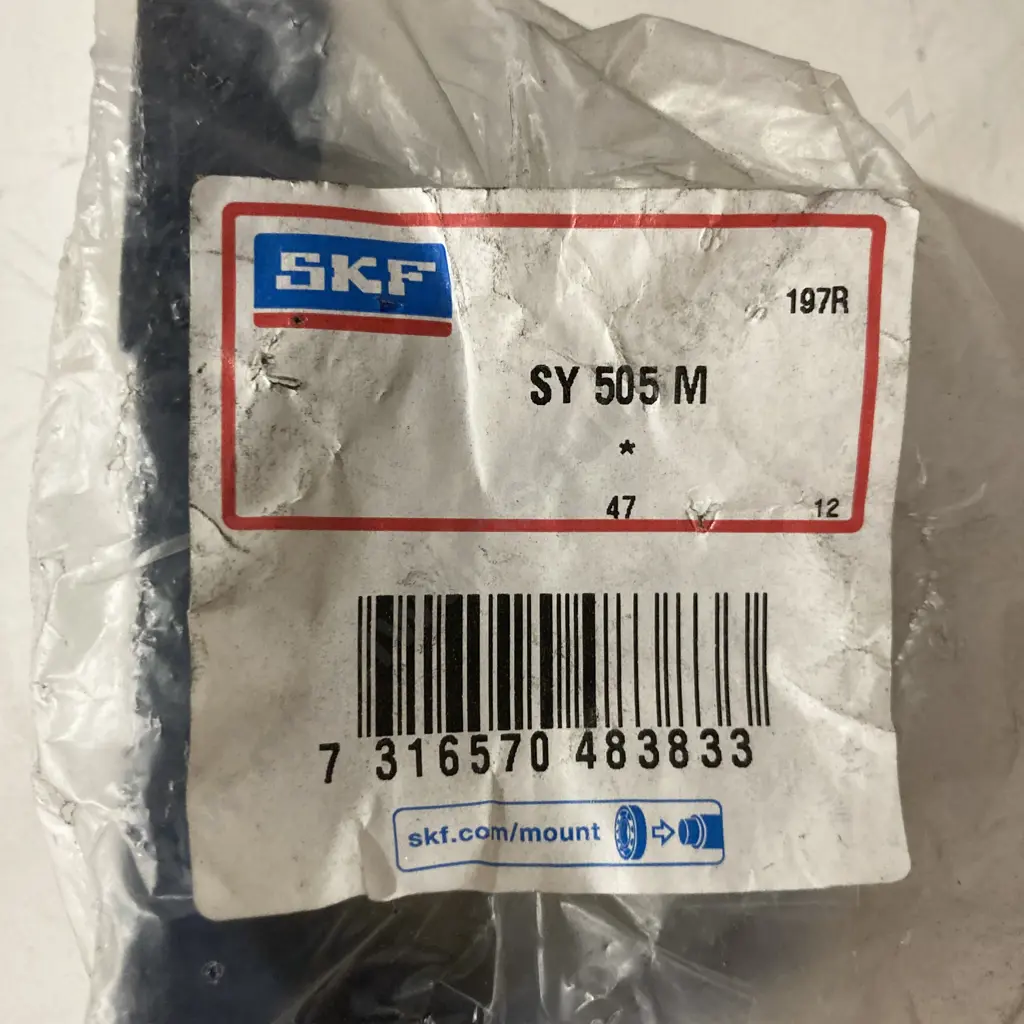 SKF
197R
SY 505 M
*
47 12
7 316570 483833
skf.com/mount